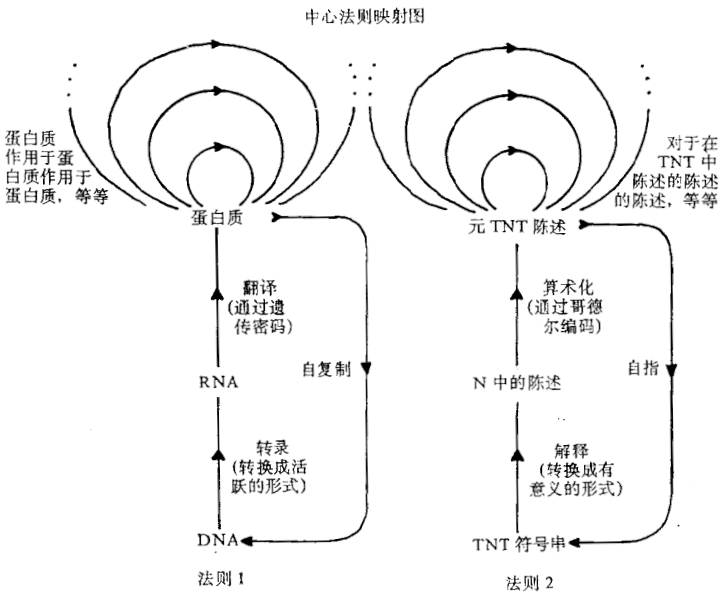 中心法则映射图
蛋白质
作用于蛋
白质作用于
蛋白质，等等
蛋白质
翻译
(通过遗
传密码)
自复制
RNA
转录
(转换成活
跃的形式)
DNA
法则 1
对于在
TNT 中
陈述的陈述
的陈述，等等
元 TNT 陈述
算术化
(通过哥德
尔编码)
自指
N 中的陈述
解释
(转换成有
意义的形式)
TNT 符号串
法则 2